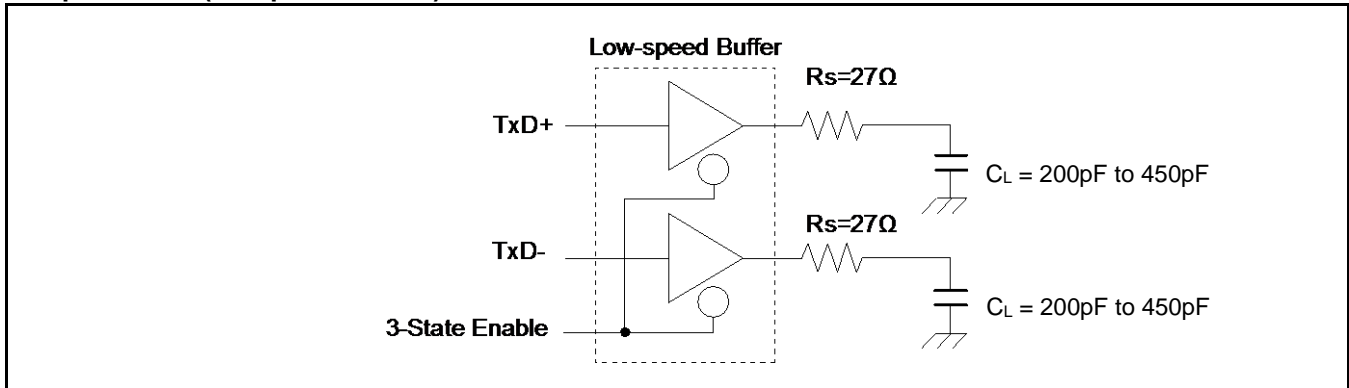 Low-speed Buffer
Rs=27Ω
TxD+
CL = 200pF to 450pF
Rs=27Ω
TxD-
CL = 200pF to 450pF
3-State Enable